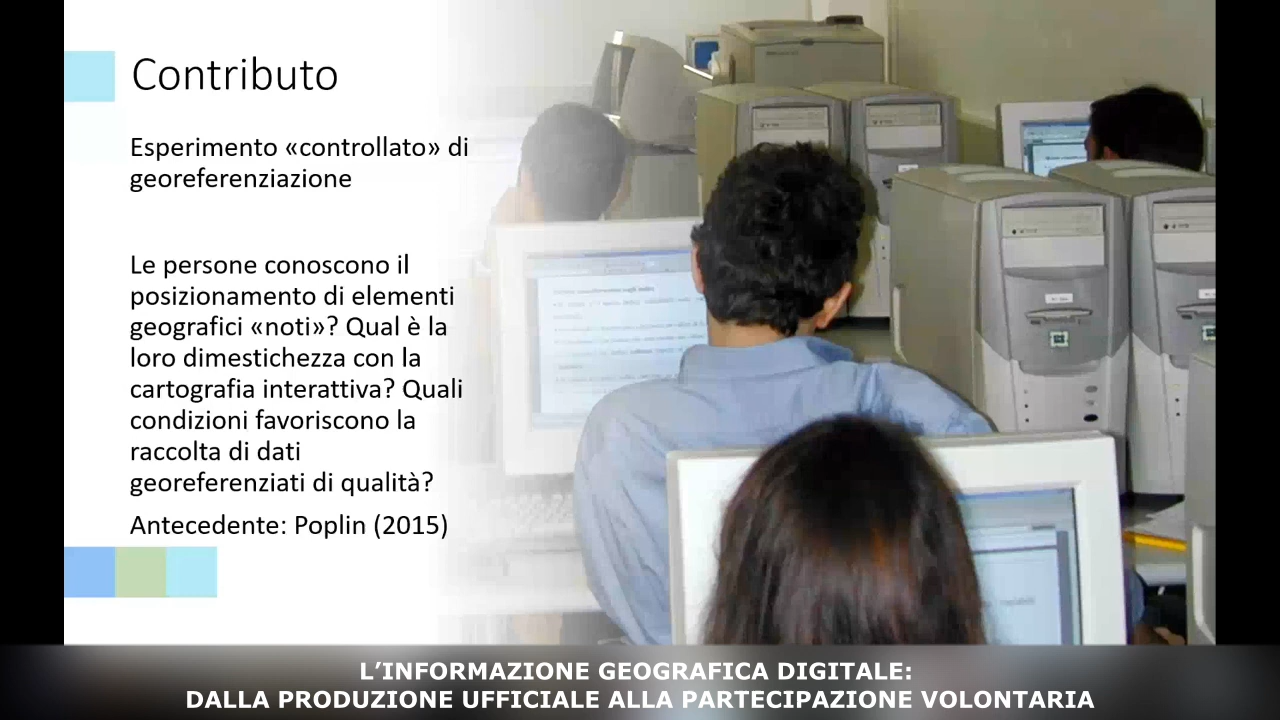 Contributo
Esperimento «controllato» di
georeferenziazione
Le persone conoscono il
posizionamento di elementi
geografici «noti»? Qual è la
loro dimestichezza con la
cartografia interattiva? Quali
condizioni favoriscono la
raccolta di dati
georeferenziati di qualità?
Antecedente: Poplin (2015)
L’INFORMAZIONE GEOGRAFICA DIGITALE:
DALLA PRODUZIONE UFFICIALE ALLA PARTECIPAZIONE VOLONTARIA